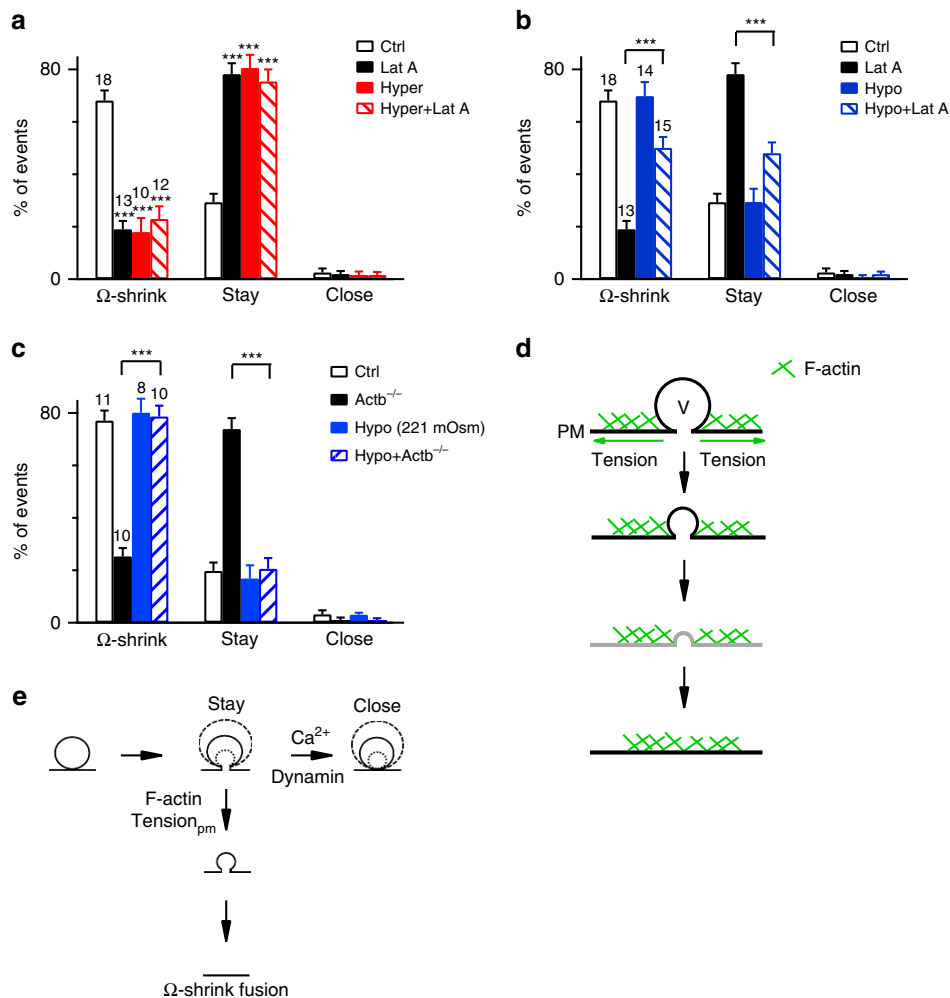 a
Ctrl
Lat A
Hyper
Hyper+Lat A
% of events
80
0
18
13
***
10
***
12
***
***
***
***
Ω-shrink
Stay
Close
b
Ctrl
Lat A
Hypo
Hypo+Lat A
% of events
80
0
***
***
18
13
14
15
Ω-shrink
Stay
Close
c
Ctrl
Actb⁻/⁻
Hypo (221 mOsm)
Hypo+Actb⁻/⁻
% of events
80
0
***
***
11
10
8
10
Ω-shrink
Stay
Close
d
F-actin
V
PM
Tension
Tension
e
Stay
Close
Ca²⁺
Dynamin
F-actin
Tensionₚₘ
Ω-shrink fusion